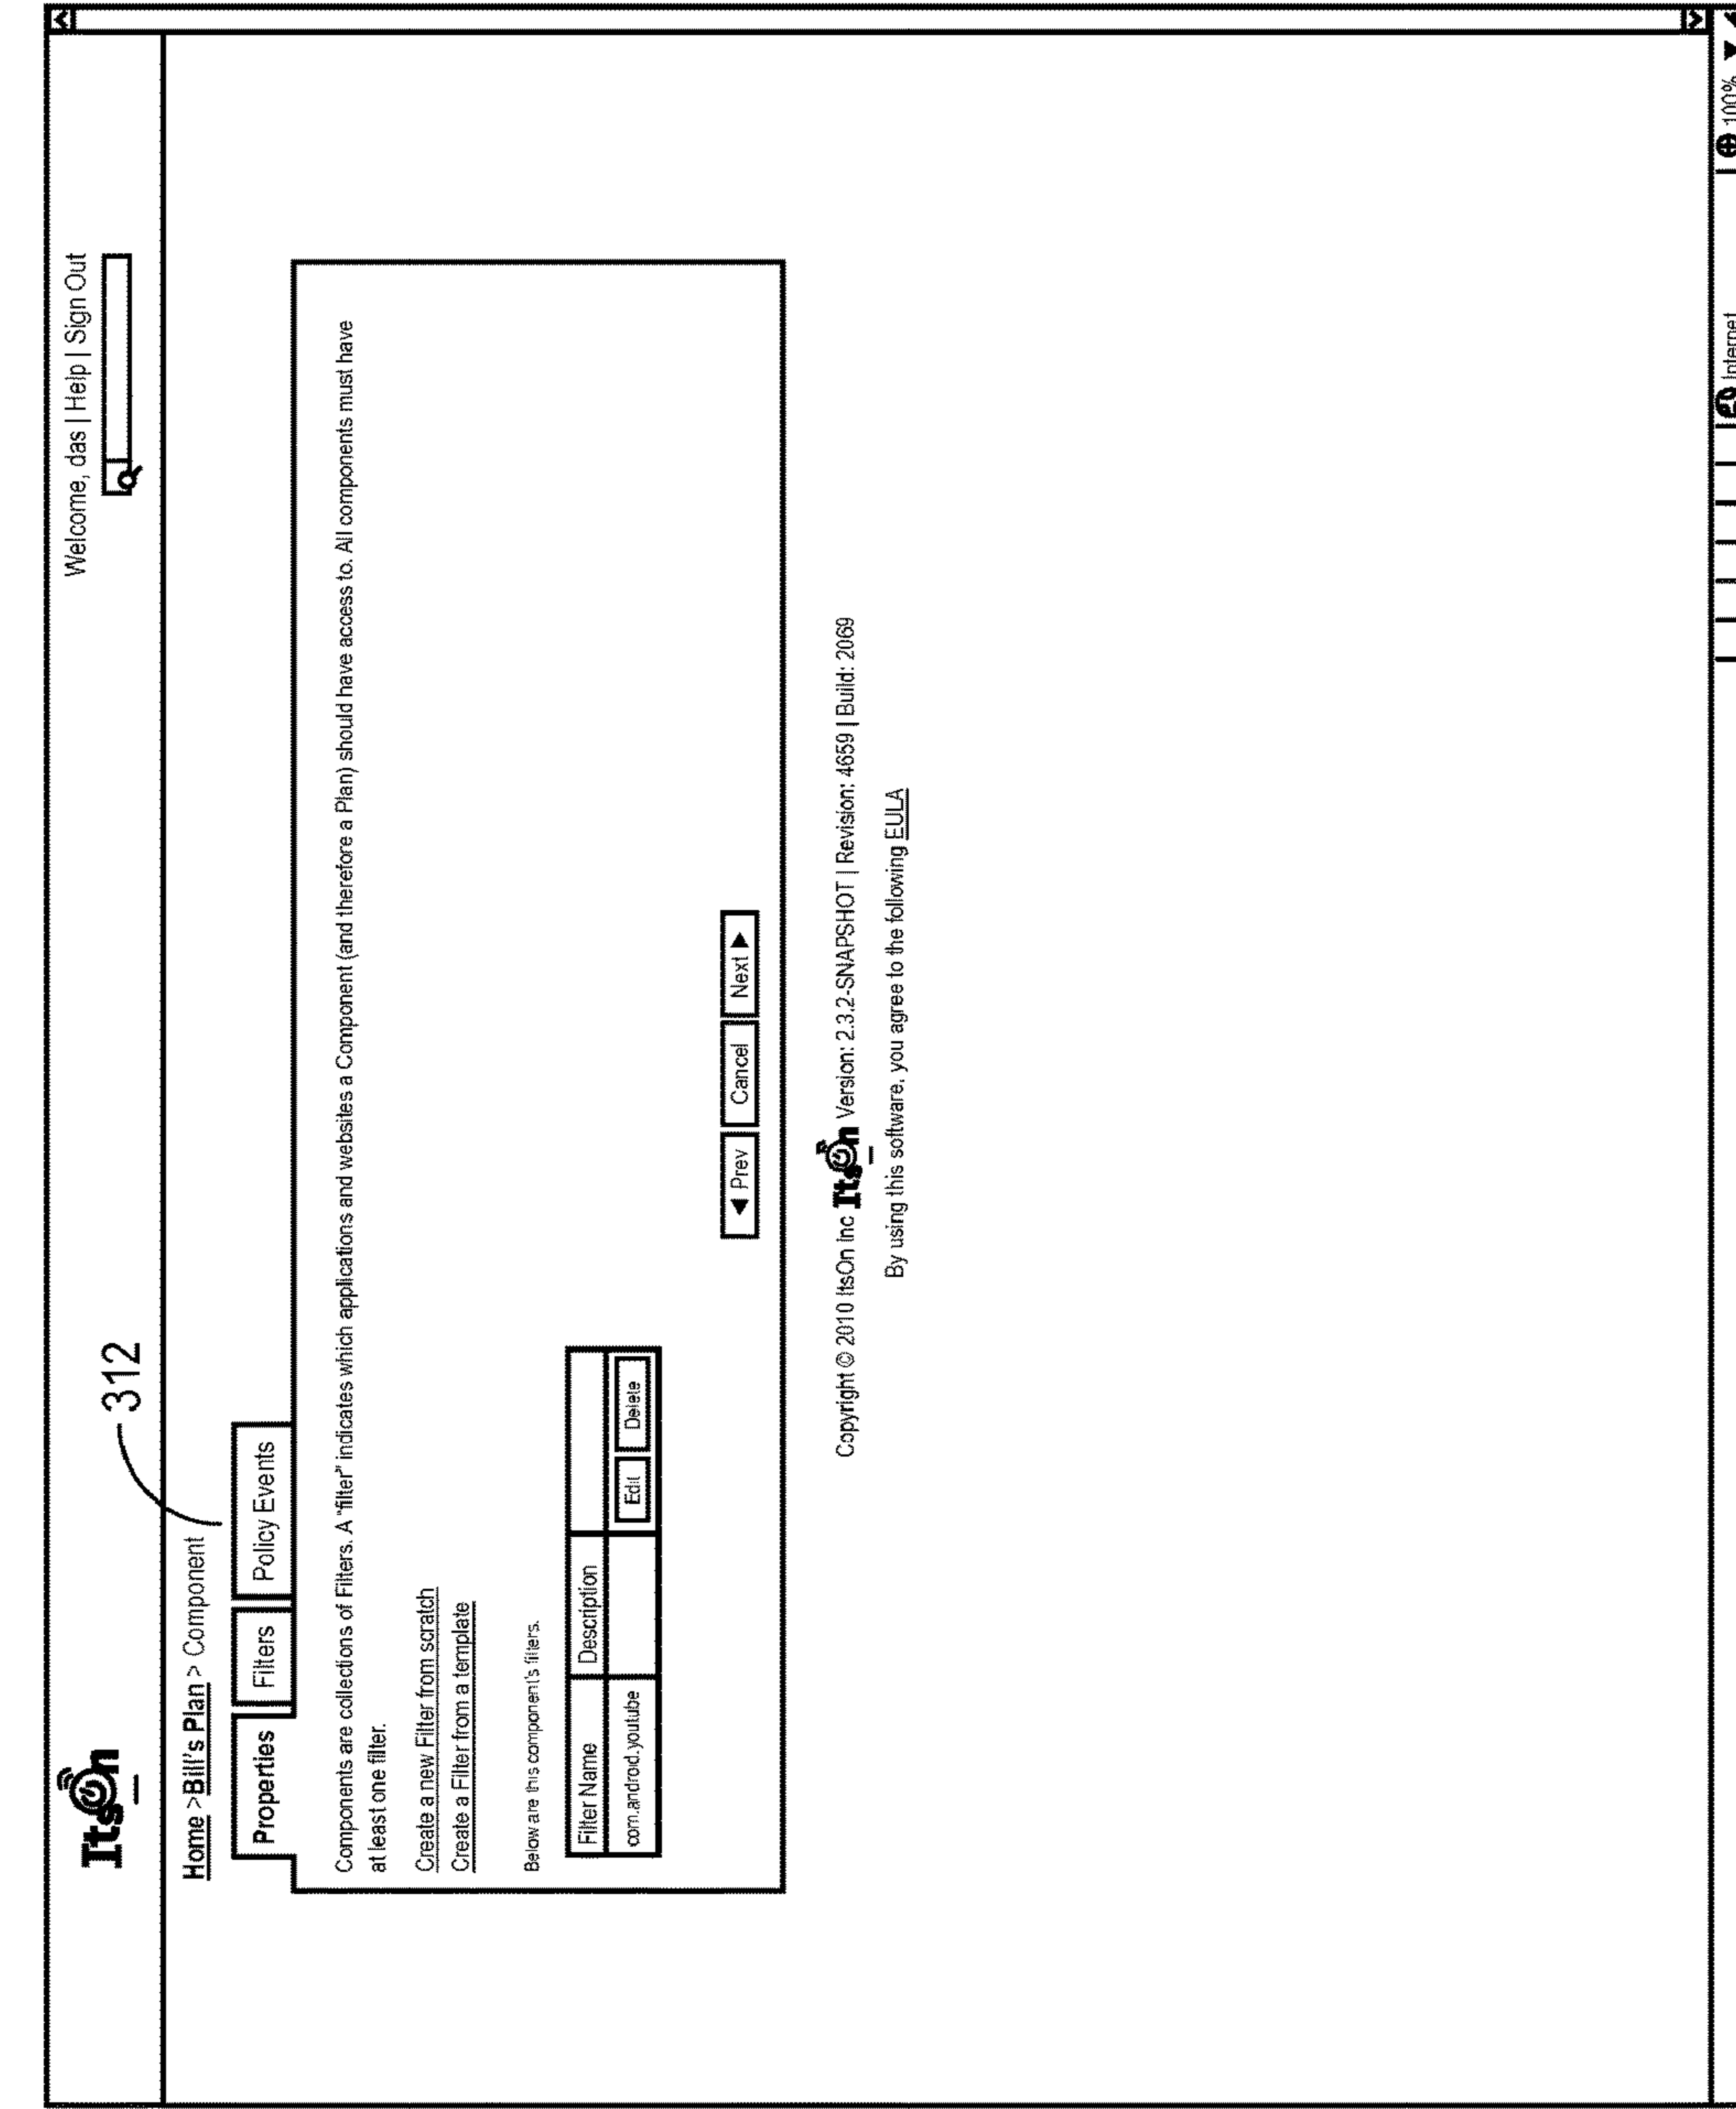 ItsOn
Welcome, das | Help | Sign Out
312
Home >Bill's Plan > Component
Properties
Filters
Policy Events
Components are collections of Filters. A "filter" indicates which applications and websites a Component (and therefore a Plan) should have access to. All components must have
at least one filter.
Create a new Filter from scratch
Create a Filter from a template
Below are this component's filters.
Filter Name
Description
com.android.youtube
Edit
Delete
◀ Prev
Cancel
Next ▶
Copyright © 2010 ItsOn Inc ItsOn Version: 2.3.2-SNAPSHOT | Revision: 4659 | Build: 2069
By using this software, you agree to the following EULA
Internet
100%